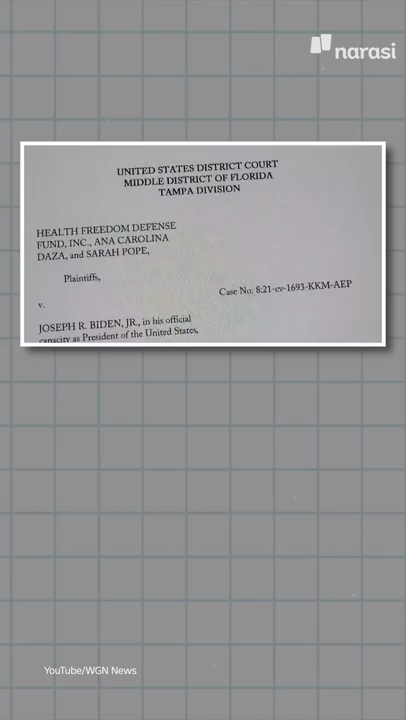 narasi
UNITED STATES DISTRICT COURT
MIDDLE DISTRICT OF FLORIDA
TAMPA DIVISION
HEALTH FREEDOM DEFENSE
FUND, INC., ANA CAROLINA
DAZA, and SARAH POPE,
Plaintiffs,
Case No: 8:21-cv-1693-KKM-AEP
v.
JOSEPH R. BIDEN, JR., in his official
capacity as President of the United States,
YouTube/WGN News